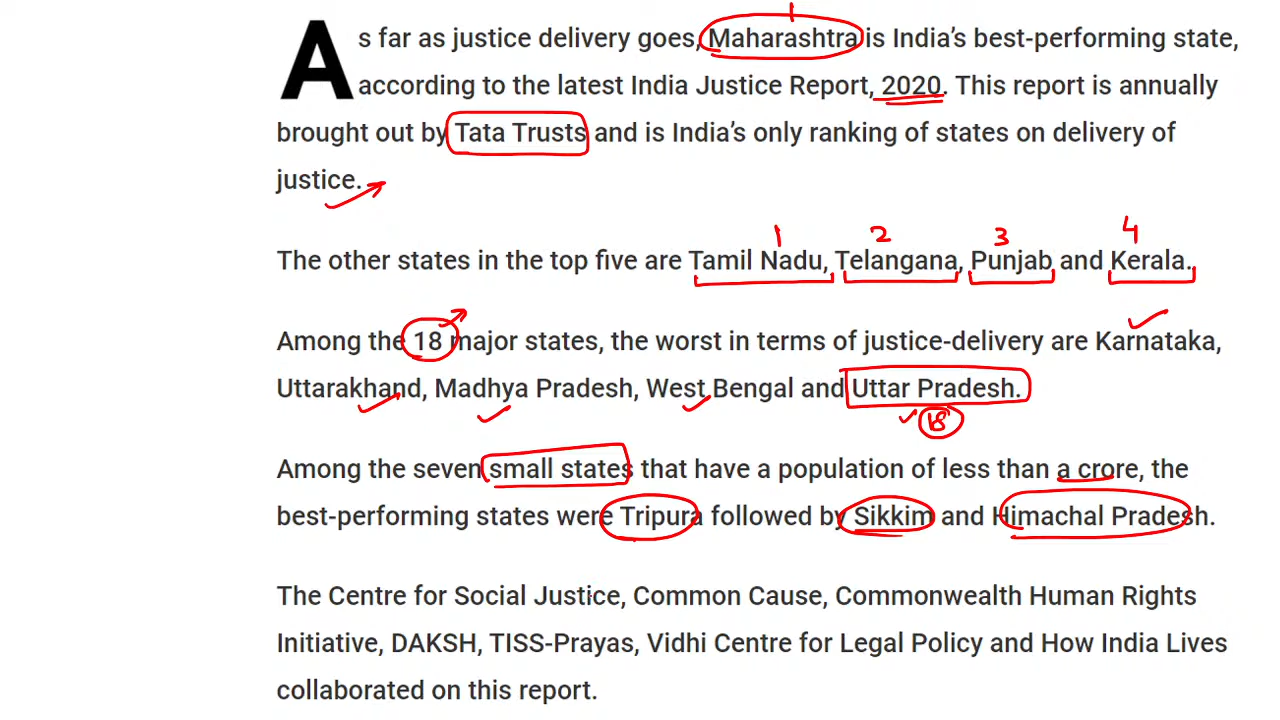 1
As far as justice delivery goes, Maharashtra is India's best-performing state,
according to the latest India Justice Report, 2020. This report is annually
brought out by Tata Trusts and is India's only ranking of states on delivery of
justice.
1 2 3 4
The other states in the top five are Tamil Nadu, Telangana, Punjab and Kerala.
Among the 18 major states, the worst in terms of justice-delivery are Karnataka,
Uttarakhand, Madhya Pradesh, West Bengal and Uttar Pradesh.
18
Among the seven small states that have a population of less than a crore, the
best-performing states were Tripura followed by Sikkim and Himachal Pradesh.
The Centre for Social Justice, Common Cause, Commonwealth Human Rights
Initiative, DAKSH, TISS-Prayas, Vidhi Centre for Legal Policy and How India Lives
collaborated on this report.